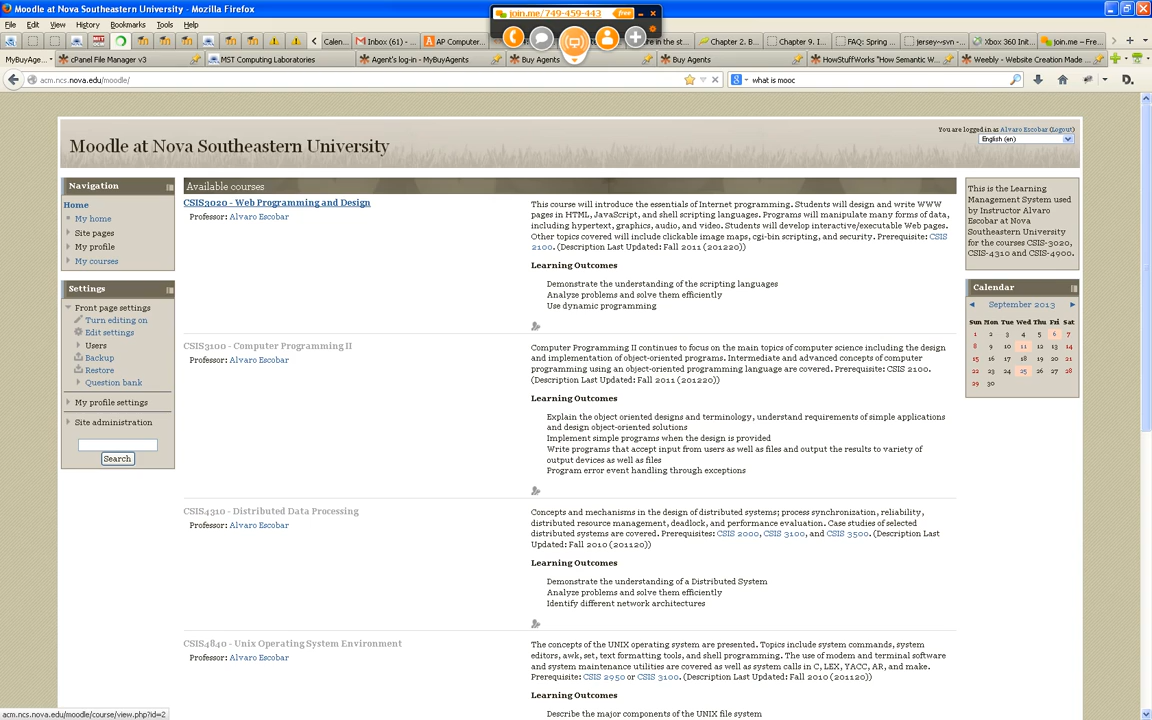 Moodle at Nova Southeastern University - Mozilla Firefox
File Edit View History Bookmarks Tools Help
join.me/749-459-443 free
Calen... Inbox (61) - ... AP Computer... re in the st... Chapter 2. B... Chapter 9. I... FAQ: Spring ... jersey~svn - ... Xbox 360 Init... join.me – Fre...
MyBuyAge... cPanel File Manager v3 MST Computing Laboratories Agent's log-in - MyBuyAgents Buy Agents Buy Agents HowStuffWorks "How Semantic W... Weebly - Website Creation Made ...
acm.ncs.nova.edu/moodle/ what is mooc
You are logged in as Alvaro Escobar (Logout)
English (en)
Moodle at Nova Southeastern University
Navigation
Home
My home
Site pages
My profile
My courses
Settings
Front page settings
Turn editing on
Edit settings
Users
Backup
Restore
Question bank
My profile settings
Site administration
Search
Available courses
CSIS3020 - Web Programming and Design
Professor: Alvaro Escobar
This course will introduce the essentials of Internet programming. Students will design and write WWW
pages in HTML, JavaScript, and shell scripting languages. Programs will manipulate many forms of data,
including hypertext, graphics, audio, and video. Students will develop interactive/executable Web pages.
Other topics covered will include clickable image maps, cgi-bin scripting, and security. Prerequisite: CSIS
2100. (Description Last Updated: Fall 2011 (201220))
Learning Outcomes
Demonstrate the understanding of the scripting languages
Analyze problems and solve them efficiently
Use dynamic programming
CSIS3100 - Computer Programming II
Professor: Alvaro Escobar
Computer Programming II continues to focus on the main topics of computer science including the design
and implementation of object-oriented programs. Intermediate and advanced concepts of computer
programming using an object-oriented programming language are covered. Prerequisite: CSIS 2100.
(Description Last Updated: Fall 2011 (201220))
Learning Outcomes
Explain the object oriented designs and terminology, understand requirements of simple applications
and design object-oriented solutions
Implement simple programs when the design is provided
Write programs that accept input from users as well as files and output the results to variety of
output devices as well as files
Program error event handling through exceptions
CSIS4310 - Distributed Data Processing
Professor: Alvaro Escobar
Concepts and mechanisms in the design of distributed systems; process synchronization, reliability,
distributed resource management, deadlock, and performance evaluation. Case studies of selected
distributed systems are covered. Prerequisites: CSIS 2000, CSIS 3100, and CSIS 3500. (Description Last
Updated: Fall 2010 (201120))
Learning Outcomes
Demonstrate the understanding of a Distributed System
Analyze problems and solve them efficiently
Identify different network architectures
CSIS4840 - Unix Operating System Environment
Professor: Alvaro Escobar
The concepts of the UNIX operating system are presented. Topics include system commands, system
editors, awk, set, text formatting tools, and shell programming. The use of modem and terminal software
and system maintenance utilities are covered as well as system calls in C, LEX, YACC, AR, and make.
Prerequisite: CSIS 2950 or CSIS 3100. (Description Last Updated: Fall 2010 (201120))
Learning Outcomes
Describe the major components of the UNIX file system
This is the Learning
Management System used
by Instructor Alvaro
Escobar at Nova
Southeastern University
for the courses CSIS-3020,
CSIS-4310 and CSIS-4900.
Calendar
September 2013
Sun Mon Tue Wed Thu Fri Sat
1 2 3 4 5 6 7
8 9 10 11 12 13 14
15 16 17 18 19 20 21
22 23 24 25 26 27 28
29 30
acm.ncs.nova.edu/moodle/course/view.php?id=2